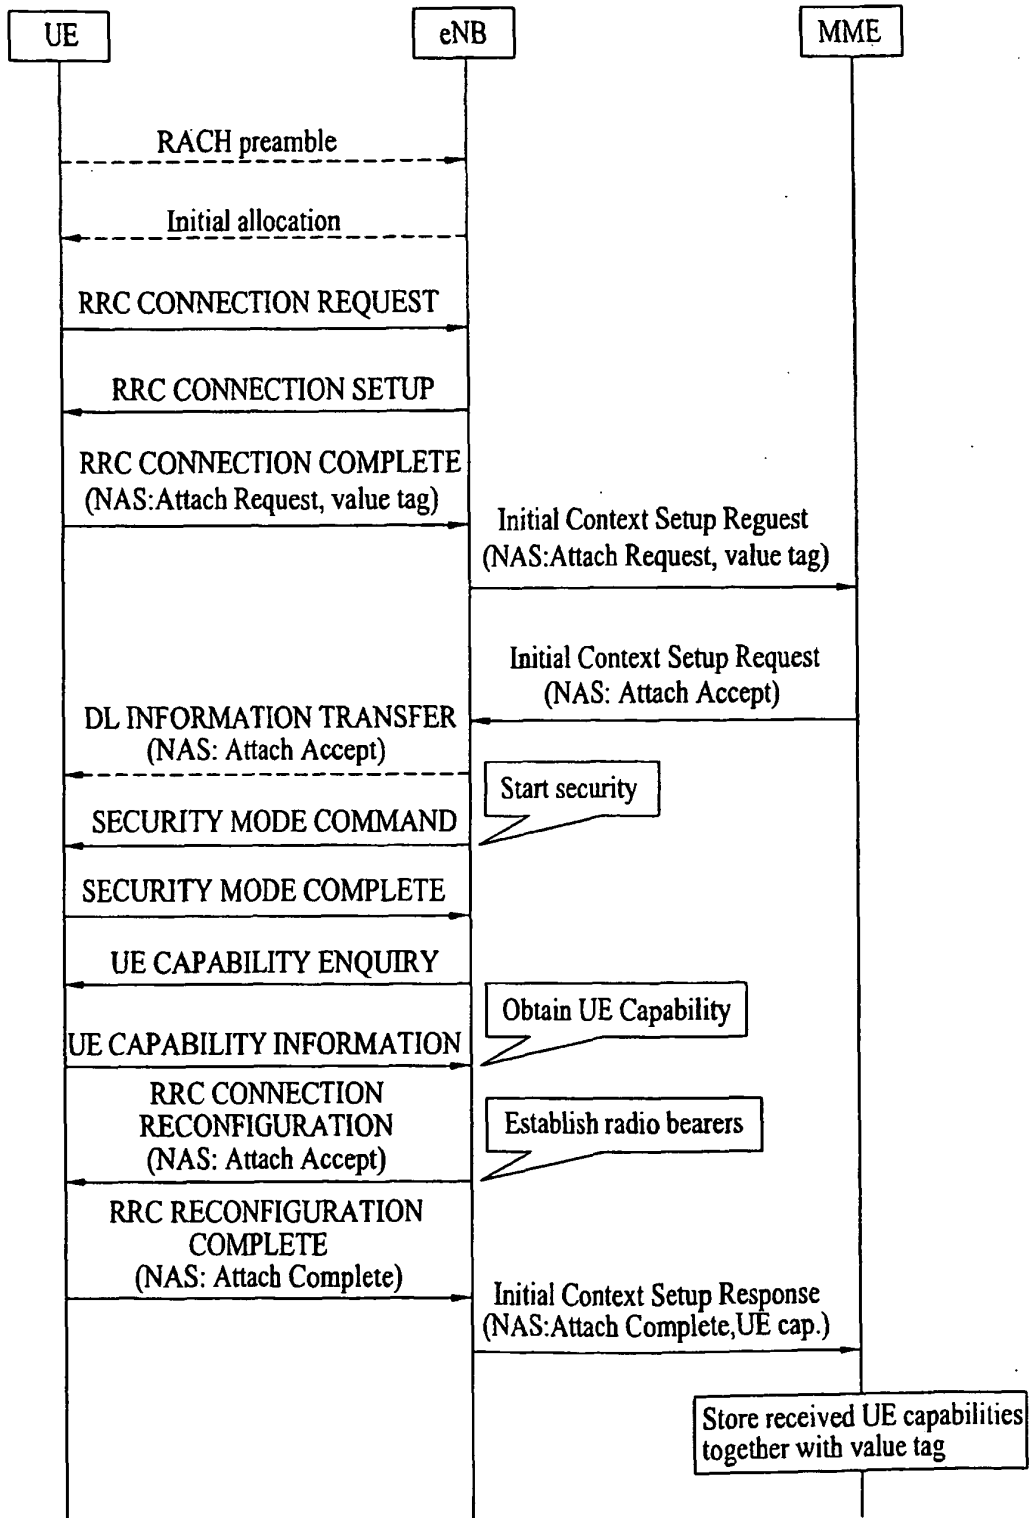 UE
eNB
MME
RACH preamble
Initial allocation
RRC CONNECTION REQUEST
RRC CONNECTION SETUP
RRC CONNECTION COMPLETE
(NAS:Attach Request, value tag)
Initial Context Setup Reguest
(NAS:Attach Request, value tag)
Initial Context Setup Request
(NAS: Attach Accept)
DL INFORMATION TRANSFER
(NAS: Attach Accept)
Start security
SECURITY MODE COMMAND
SECURITY MODE COMPLETE
UE CAPABILITY ENQUIRY
Obtain UE Capability
UE CAPABILITY INFORMATION
RRC CONNECTION
RECONFIGURATION
(NAS: Attach Accept)
Establish radio bearers
RRC RECONFIGURATION
COMPLETE
(NAS: Attach Complete)
Initial Context Setup Response
(NAS:Attach Complete,UE cap.)
Store received UE capabilities
together with value tag